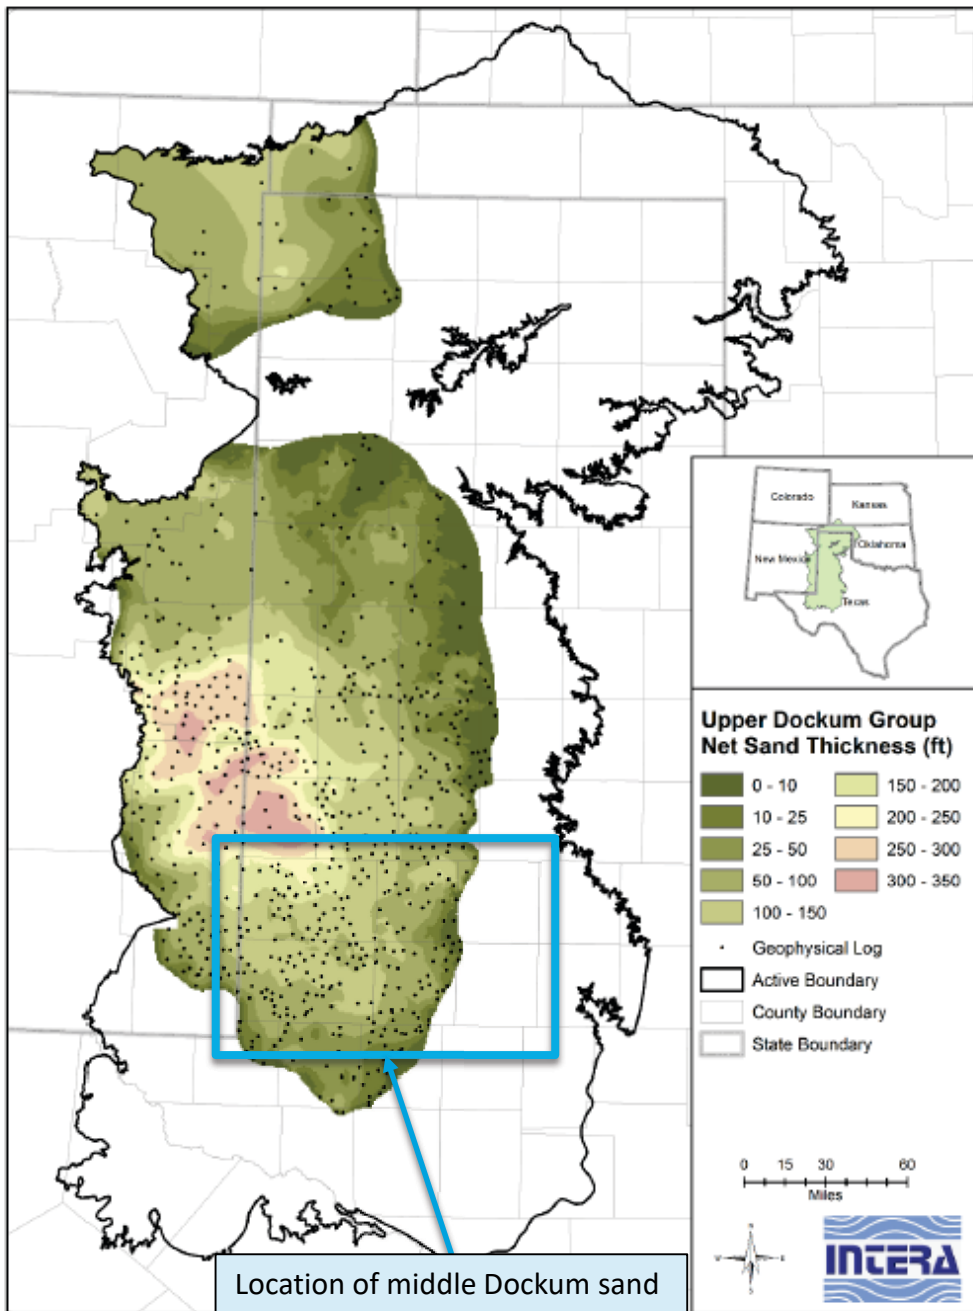 Colorado
Kansas
New Mexico
Oklahoma
Texas
Upper Dockum Group
Net Sand Thickness (ft)
0 - 10
150 - 200
10 - 25
200 - 250
25 - 50
250 - 300
50 - 100
300 - 350
100 - 150
Geophysical Log
Active Boundary
County Boundary
State Boundary
0 15 30 60
Miles
N
W E
S
INTERA
Location of middle Dockum sand